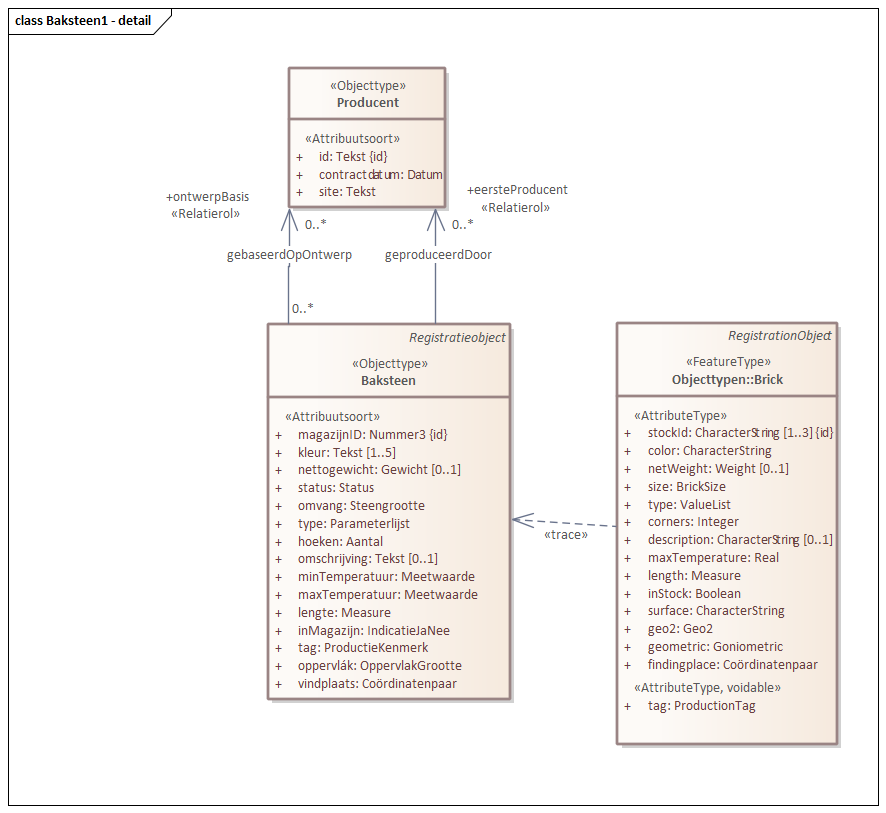 class Baksteen1 - detail
«Objecttype»
Producent
«Attribuutsoort»
+ id: Tekst {id}
+ contractdatum: Datum
+ site: Tekst
+ontwerpBasis
«Relatierol»
+eersteProducent
«Relatierol»
0..*
0..*
gebaseerdOpOntwerp
geproduceerdDoor
0..*
Registratieobject
«Objecttype»
Baksteen
«Attribuutsoort»
+ magazijnID: Nummer3 {id}
+ kleur: Tekst [1..5]
+ nettogewicht: Gewicht [0..1]
+ status: Status
+ omvang: Steengrootte
+ type: Parameterlijst
+ hoeken: Aantal
+ omschrijving: Tekst [0..1]
+ minTemperatuur: Meetwaarde
+ maxTemperatuur: Meetwaarde
+ lengte: Measure
+ inMagazijn: IndicatieJaNee
+ tag: ProductieKenmerk
+ oppervlák: OppervlakGrootte
+ vindplaats: Coördinatenpaar
«trace»
RegistrationObject
«FeatureType»
Objecttypen::Brick
«AttributeType»
+ stockId: CharacterString [1..3] {id}
+ color: CharacterString
+ netWeight: Weight [0..1]
+ size: BrickSize
+ type: ValueList
+ corners: Integer
+ description: CharacterString [0..1]
+ maxTemperature: Real
+ length: Measure
+ inStock: Boolean
+ surface: CharacterString
+ geo2: Geo2
+ geometric: Goniometric
+ findingplace: Coördinatenpaar
«AttributeType, voidable»
+ tag: ProductionTag